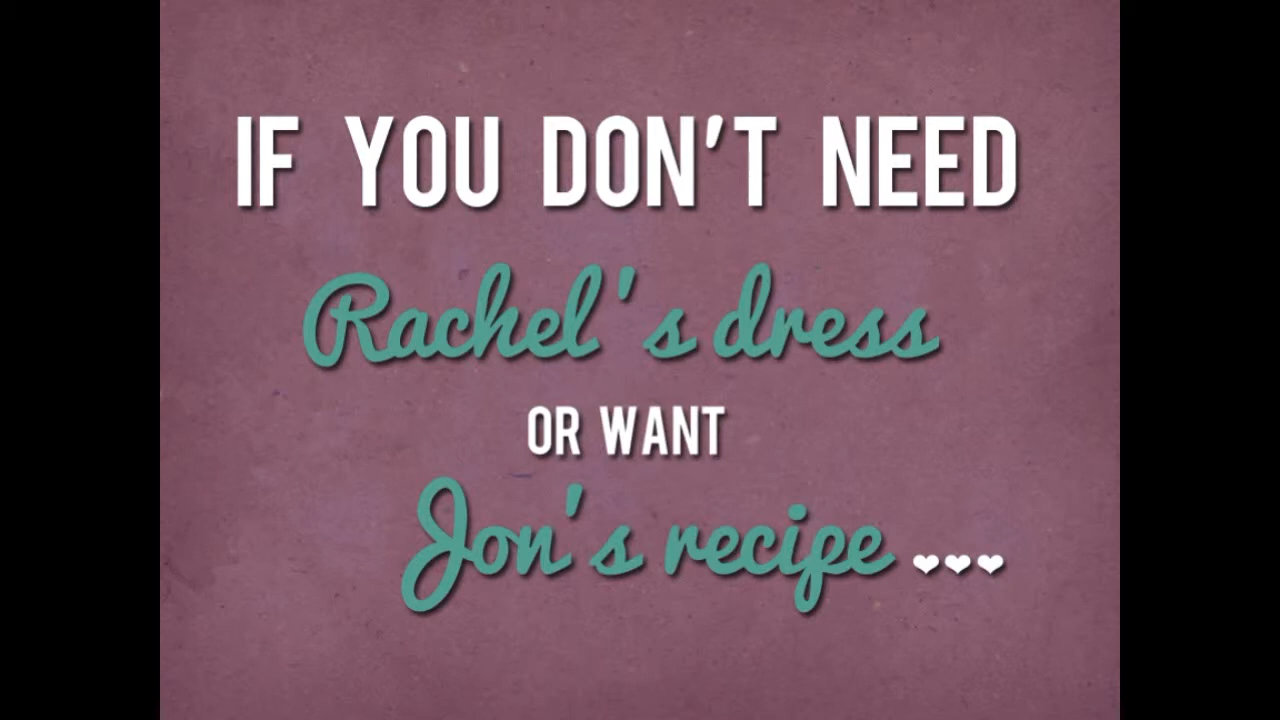 IF YOU DON'T NEED
Rachel's dress
OR WANT
Jon's recipe ❤❤❤